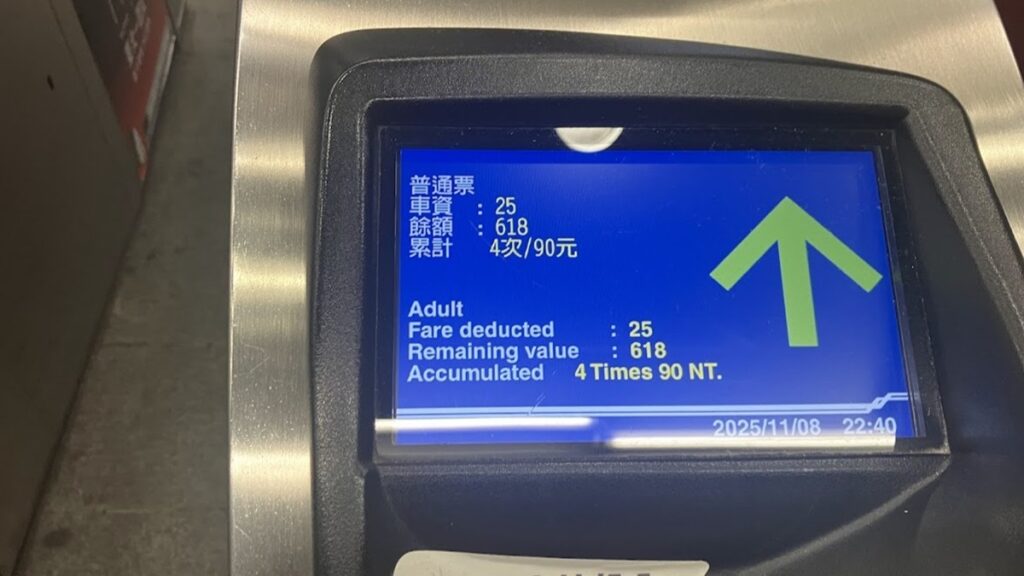 普通票
車資 : 25
餘額 : 618
累計 4次/90元
Adult
Fare deducted : 25
Remaining value : 618
Accumulated 4 Times 90 NT.
2025/11/08 22:40